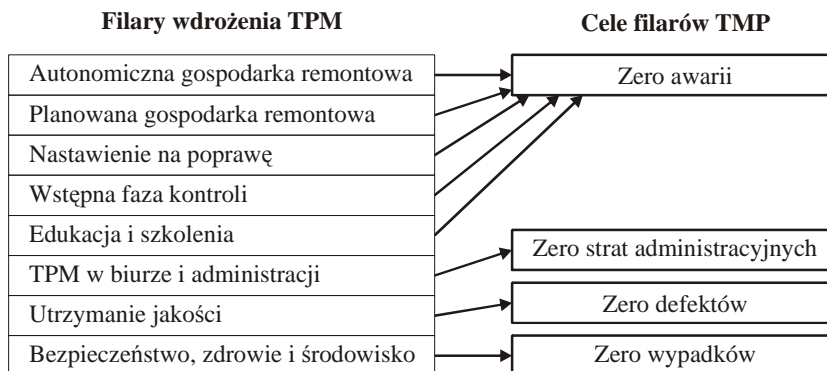 Filary wdrożenia TPM
Cele filarów TMP
Autonomiczna gospodarka remontowa
Planowana gospodarka remontowa
Nastawienie na poprawę
Wstępna faza kontroli
Edukacja i szkolenia
TPM w biurze i administracji
Utrzymanie jakości
Bezpieczeństwo, zdrowie i środowisko
Zero awarii
Zero strat administracyjnych
Zero defektów
Zero wypadków